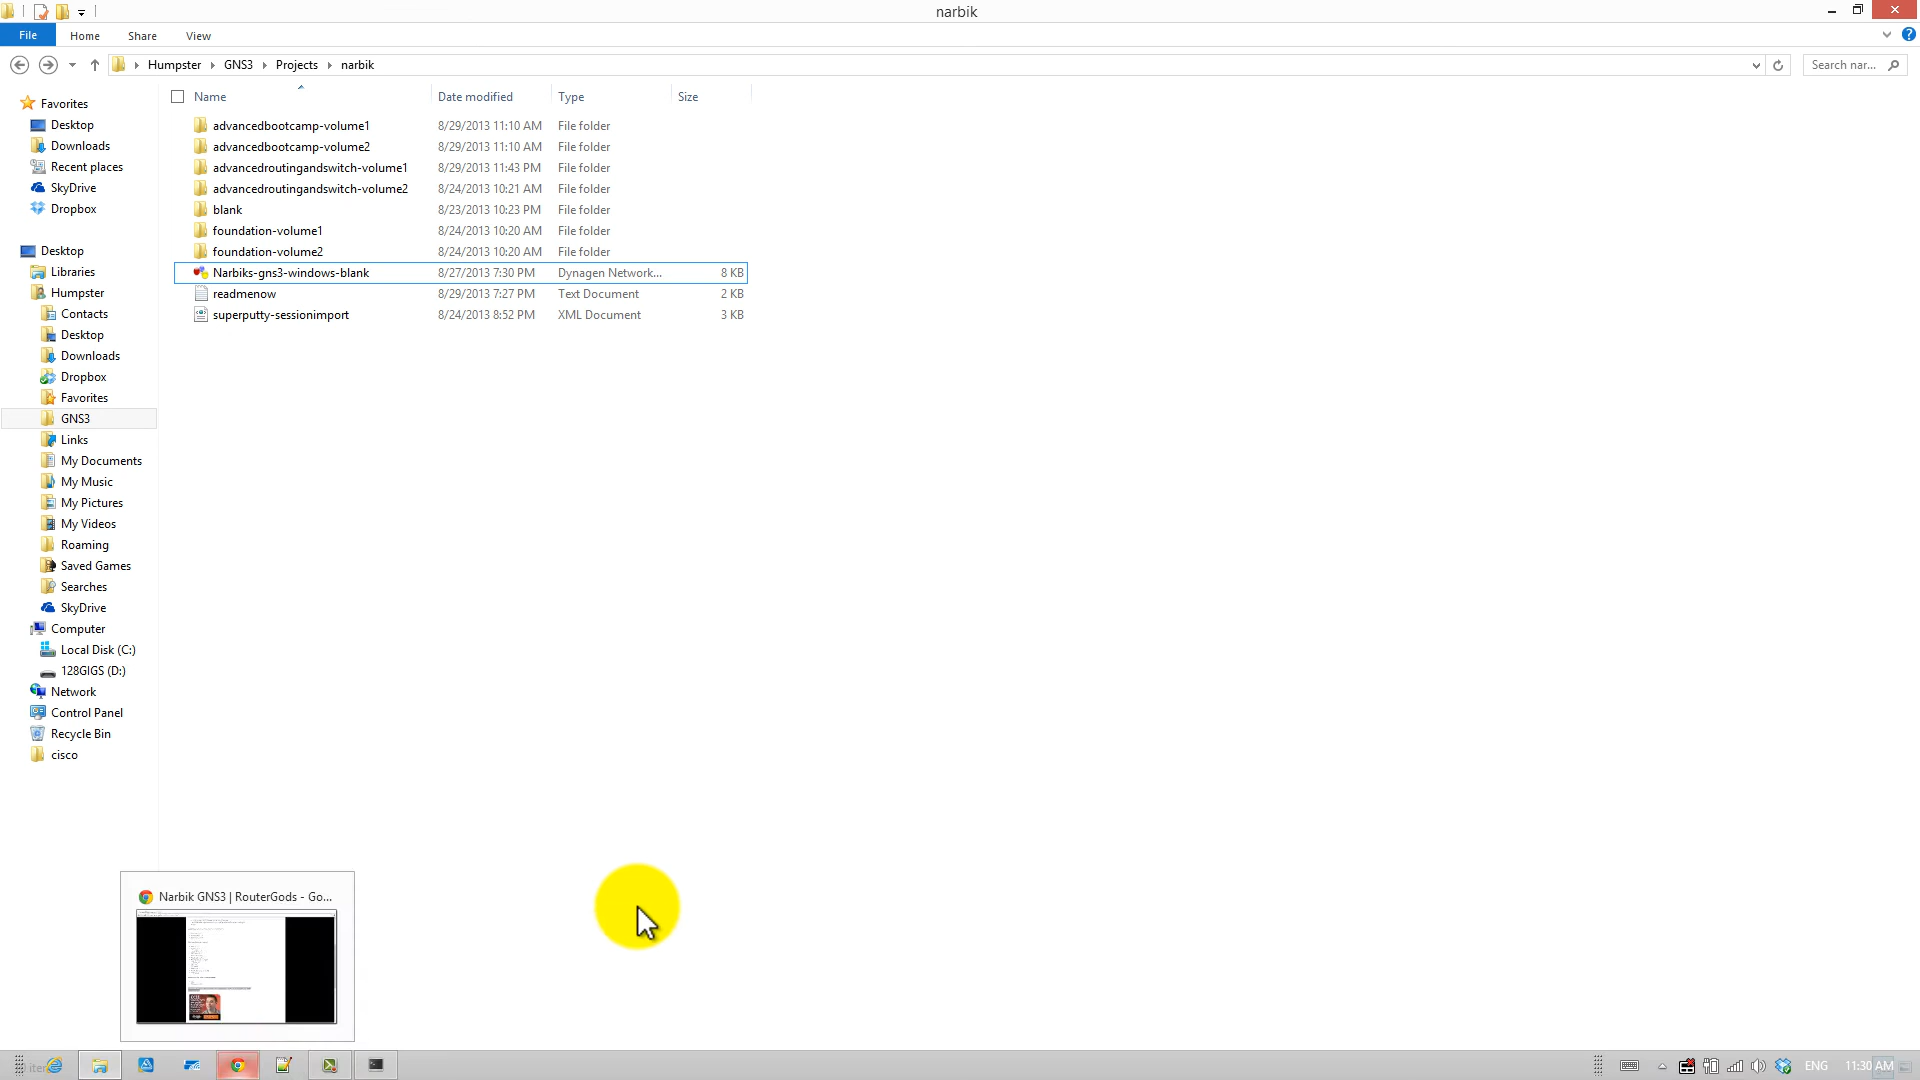 narbik
File Home Share View
Humpster GNS3 Projects narbik Search nar...
Name Date modified Type Size
advancedbootcamp-volume1 8/29/2013 11:10 AM File folder
advancedbootcamp-volume2 8/29/2013 11:10 AM File folder
advancedroutingandswitch-volume1 8/29/2013 11:43 PM File folder
advancedroutingandswitch-volume2 8/24/2013 10:21 AM File folder
blank 8/23/2013 10:23 PM File folder
foundation-volume1 8/24/2013 10:20 AM File folder
foundation-volume2 8/24/2013 10:20 AM File folder
Narbiks-gns3-windows-blank 8/27/2013 7:30 PM Dynagen Network... 8 KB
readmenow 8/29/2013 7:27 PM Text Document 2 KB
superputty-sessionimport 8/24/2013 8:52 PM XML Document 3 KB
Favorites
Desktop
Downloads
Recent places
SkyDrive
Dropbox
Desktop
Libraries
Humpster
Contacts
Desktop
Downloads
Dropbox
Favorites
GNS3
Links
My Documents
My Music
My Pictures
My Videos
Roaming
Saved Games
Searches
SkyDrive
Computer
Local Disk (C:)
128GIGS (D:)
Network
Control Panel
Recycle Bin
cisco
Narbik GNS3 | RouterGods - Go...
ENG 11:30 AM